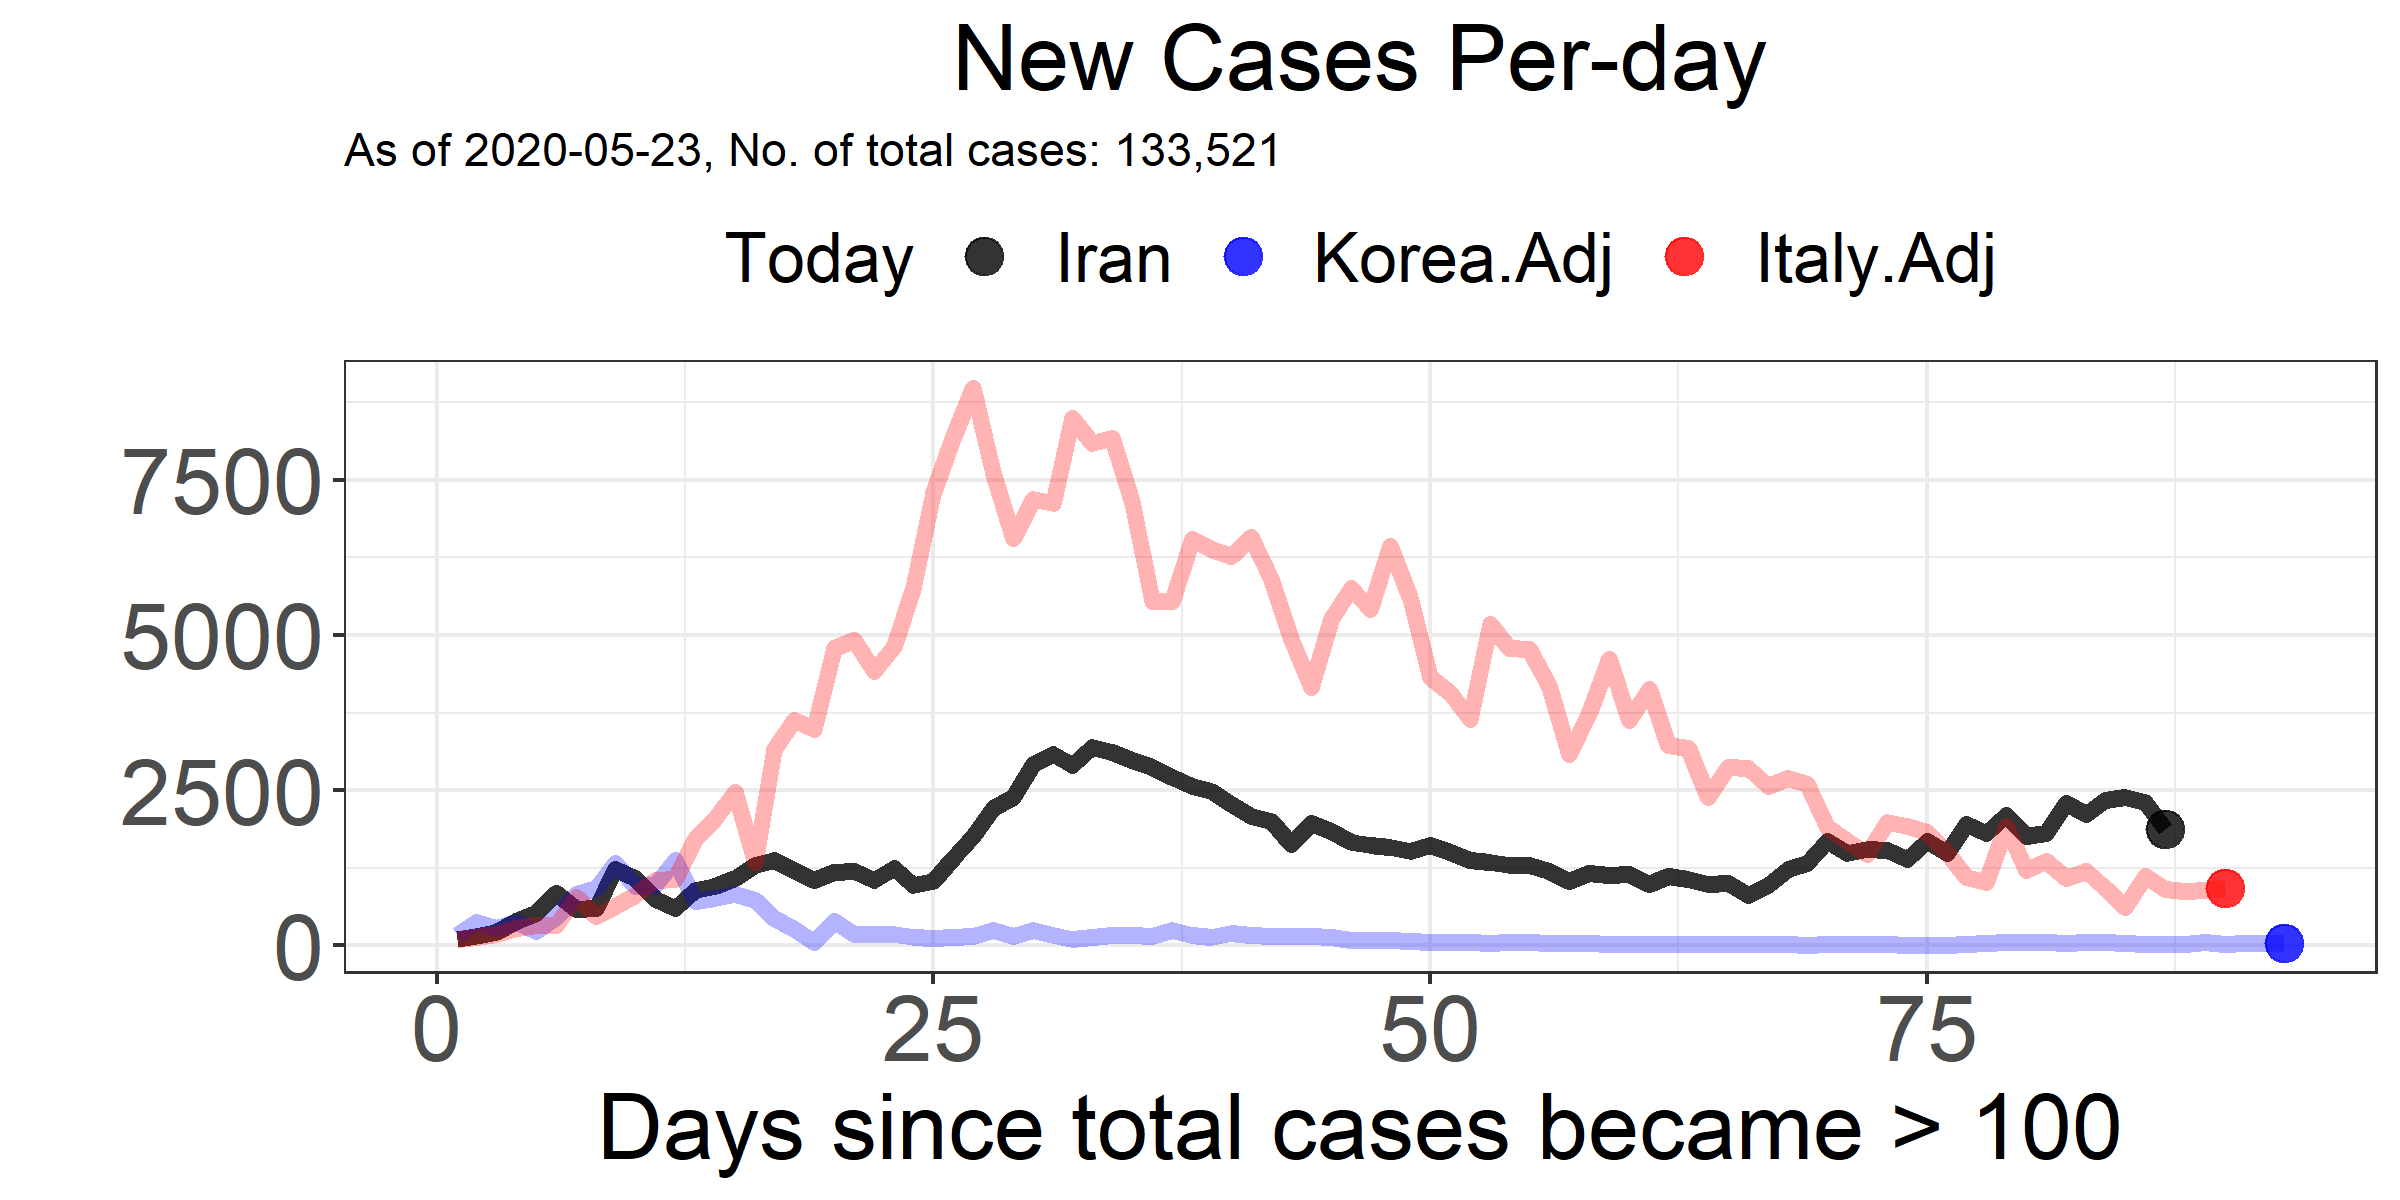 New Cases Per-day
As of 2020-05-23, No. of total cases: 133,521
Today Iran Korea.Adj Italy.Adj
7500
5000
2500
0
0 25 50 75
Days since total cases became > 100